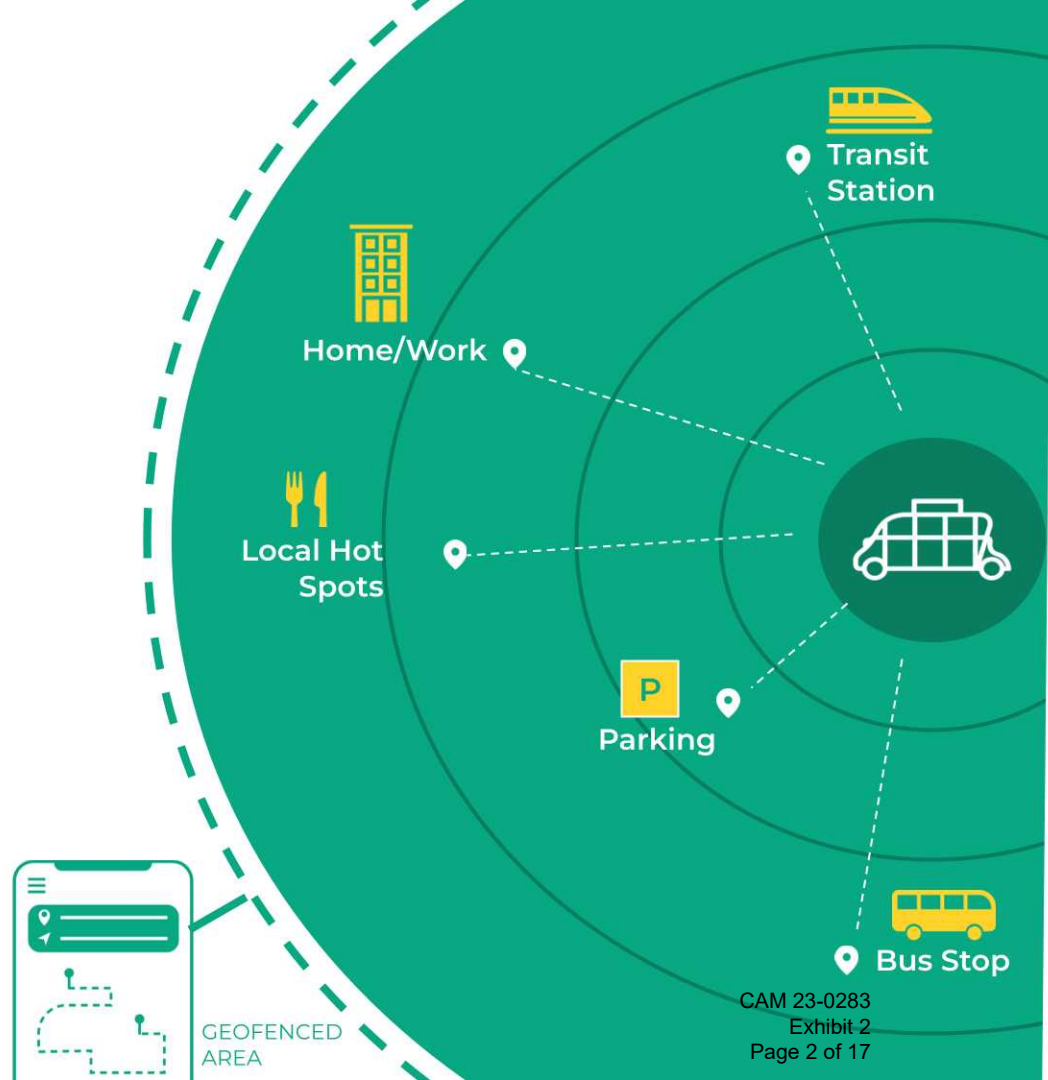 Transit
Station
Home/Work
Local Hot
Spots
P
Parking
Bus Stop
CAM 23-0283
Exhibit 2
Page 2 of 17
GEOFENCED
AREA